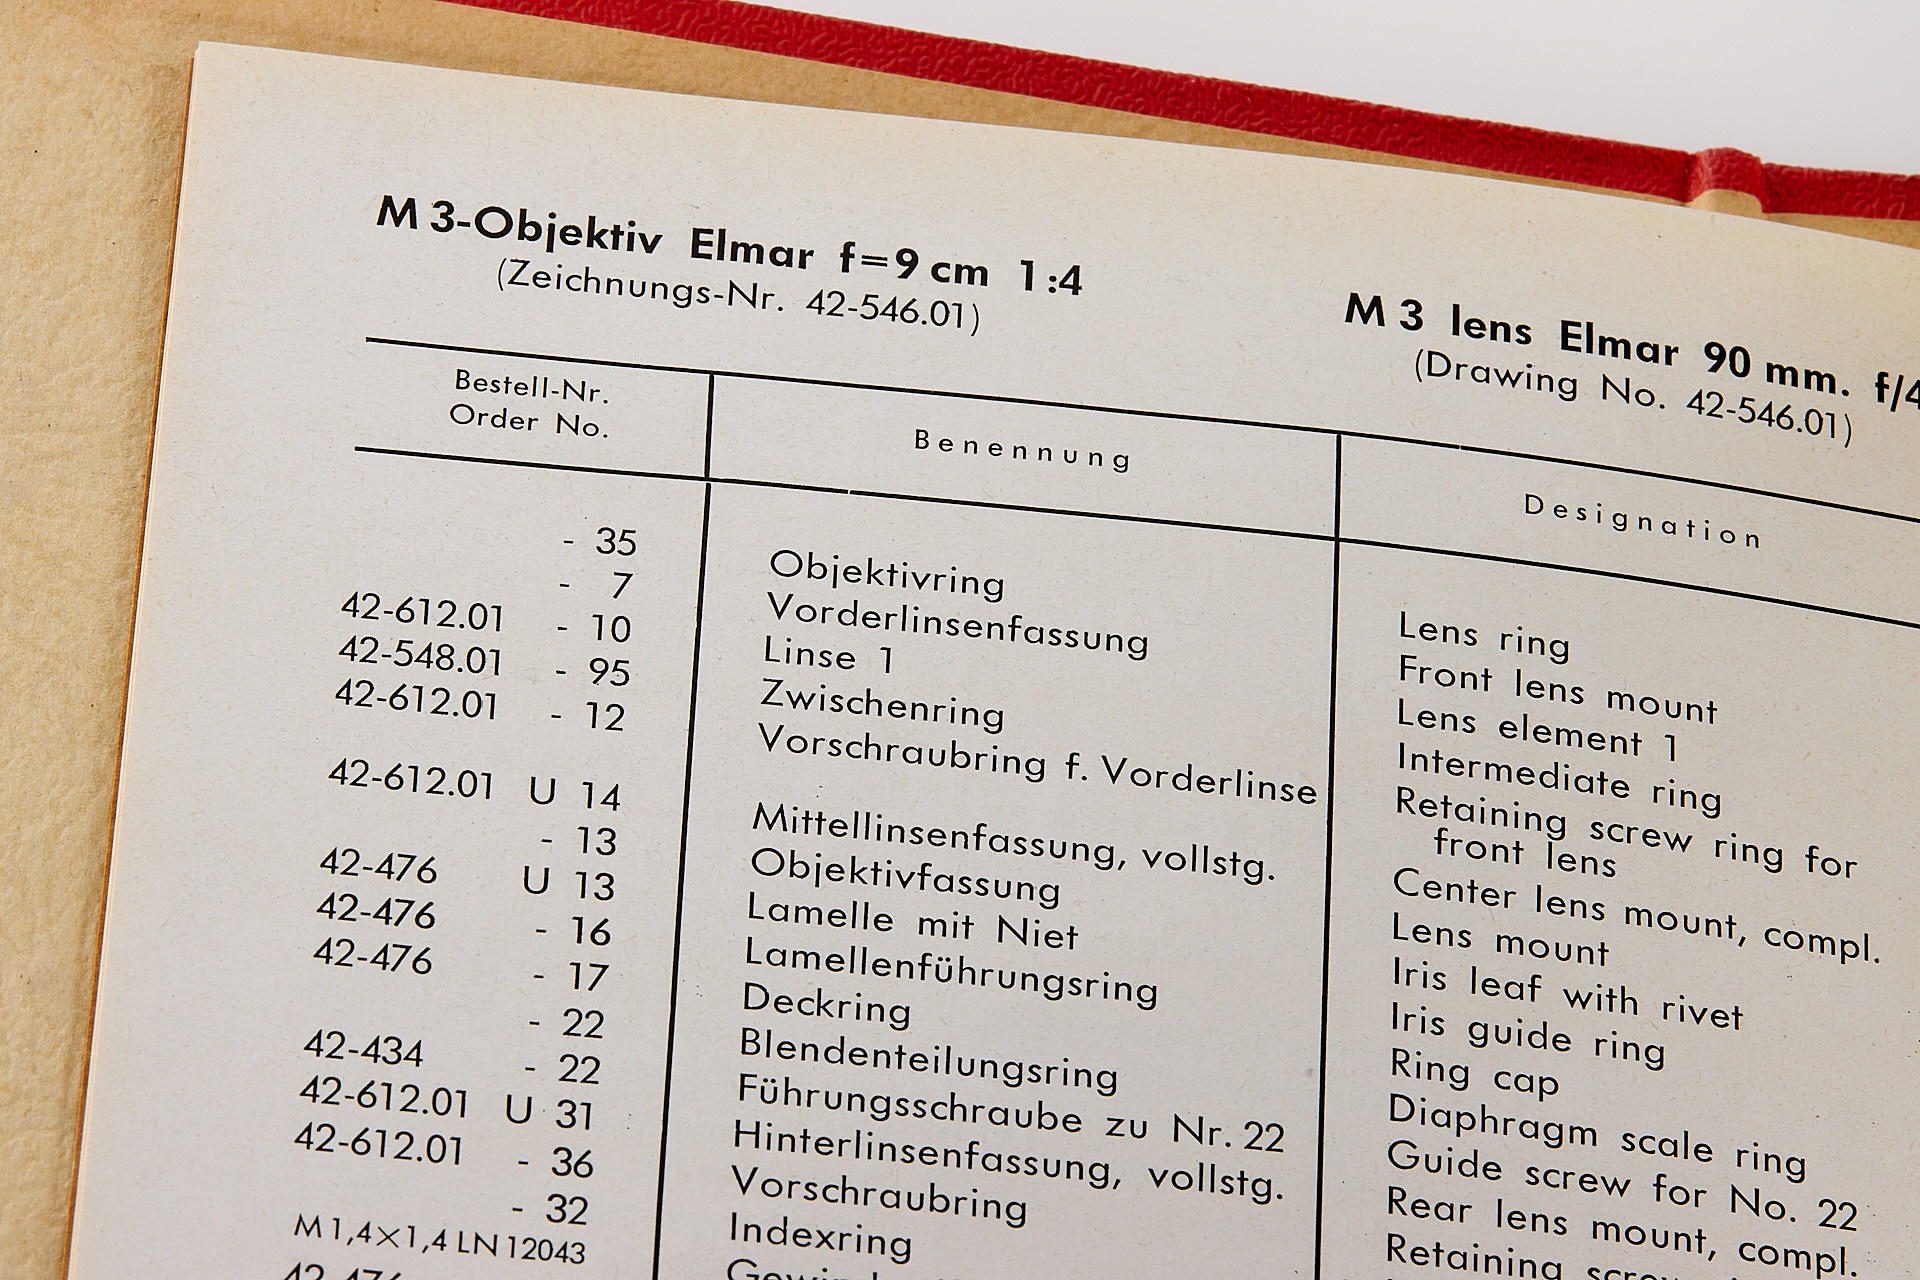 M 3-Objektiv Elmar f=9 cm 1:4
(Zeichnungs-Nr. 42-546.01)
M 3 lens Elmar 90 mm. f/4
(Drawing No. 42-546.01)
Bestell-Nr.
Order No.
Benennung
Designation
- 35 Objektivring Lens ring
- 7 Vorderlinsenfassung Front lens mount
42-612.01 - 10 Linse 1 Lens element 1
42-548.01 - 95 Zwischenring Intermediate ring
42-612.01 - 12 Vorschraubring f. Vorderlinse Retaining screw ring for
front lens
42-612.01 U 14 Mittellinsenfassung, vollstg. Center lens mount, compl.
- 13 Objektivfassung Lens mount
42-476 U 13 Lamelle mit Niet Iris leaf with rivet
42-476 - 16 Lamellenführungsring Iris guide ring
42-476 - 17 Deckring Ring cap
- 22 Blendenteilungsring Diaphragm scale ring
42-434 - 22 Führungsschraube zu Nr. 22 Guide screw for No. 22
42-612.01 U 31 Hinterlinsenfassung, vollstg. Rear lens mount, compl.
42-612.01 - 36 Vorschraubring Retaining
- 32 Indexring
M 1,4×1,4 LN 12043